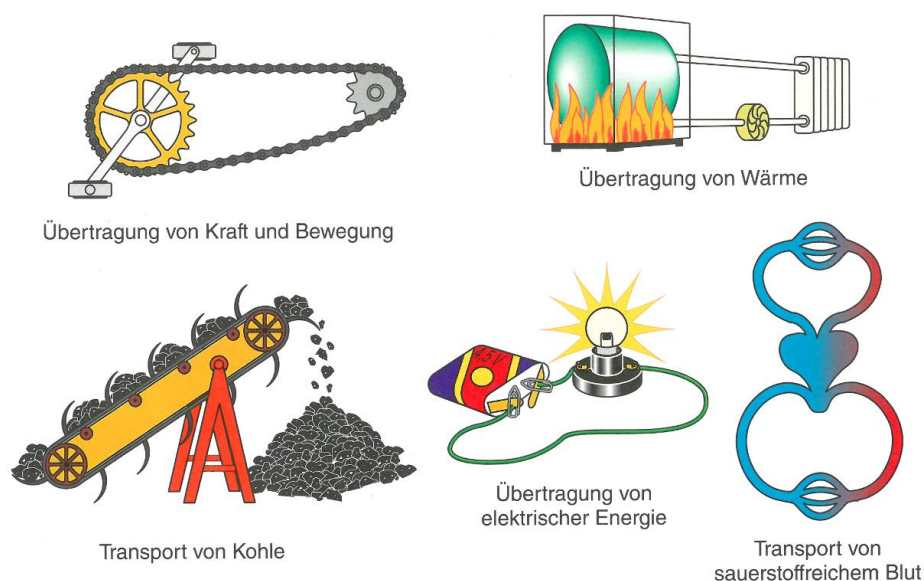 Übertragung von Kraft und Bewegung
Übertragung von Wärme
Transport von Kohle
4,5 V
Übertragung von
elektrischer Energie
Transport von
sauerstoffreichem Blut